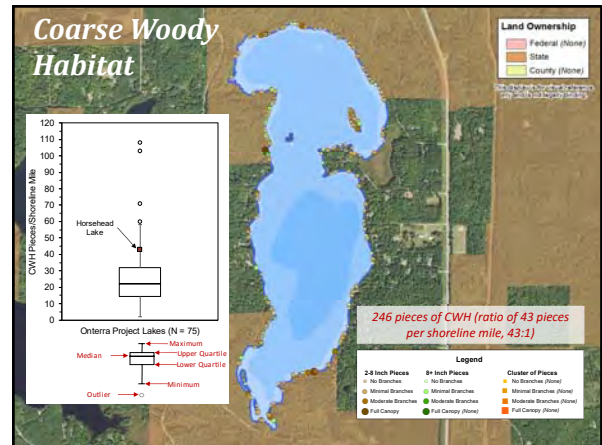 Coarse Woody
Habitat
Land Ownership
Federal (None)
State
County (None)
120
110
100
90
80
70
60
50
40
30
20
10
0
CWH Pieces/Shoreline Mile
Horsehead
Lake
Onterra Project Lakes (N = 75)
Maximum
Median
Upper Quartile
Lower Quartile
Minimum
Outlier
246 pieces of CWH (ratio of 43 pieces
per shoreline mile, 43:1)
Legend
2-8 Inch Pieces
No Branches
Minimal Branches
Moderate Branches
Full Canopy
8+ Inch Pieces
No Branches
Minimal Branches
Moderate Branches
Full Canopy (None)
Cluster of Pieces
No Branches (None)
Minimal Branches (None)
Moderate Branches (None)
Full Canopy (None)